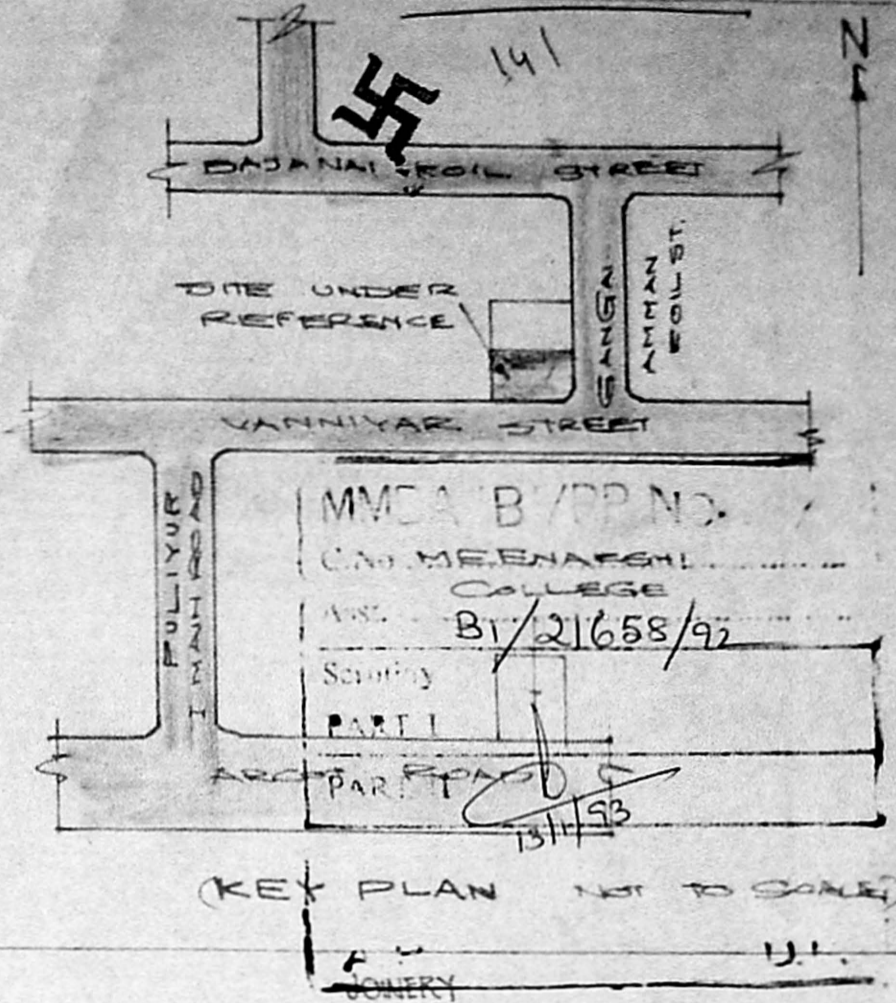 141
N
BAJANAI KOIL STREET
SITE UNDER
REFERENCE
GANGAI
AMMAN
KOIL ST.
VANNIYAR STREET
PULIYUR
I MAIN ROAD
MMDA 'B'/PP. NO.
C.No. MEENAKSHI
COLLEGE
B1/21658/92
Scrutiny
PART I
ARCOT ROAD
PART
13/1/93
(KEY PLAN NOT TO SCALE)
JOINERY